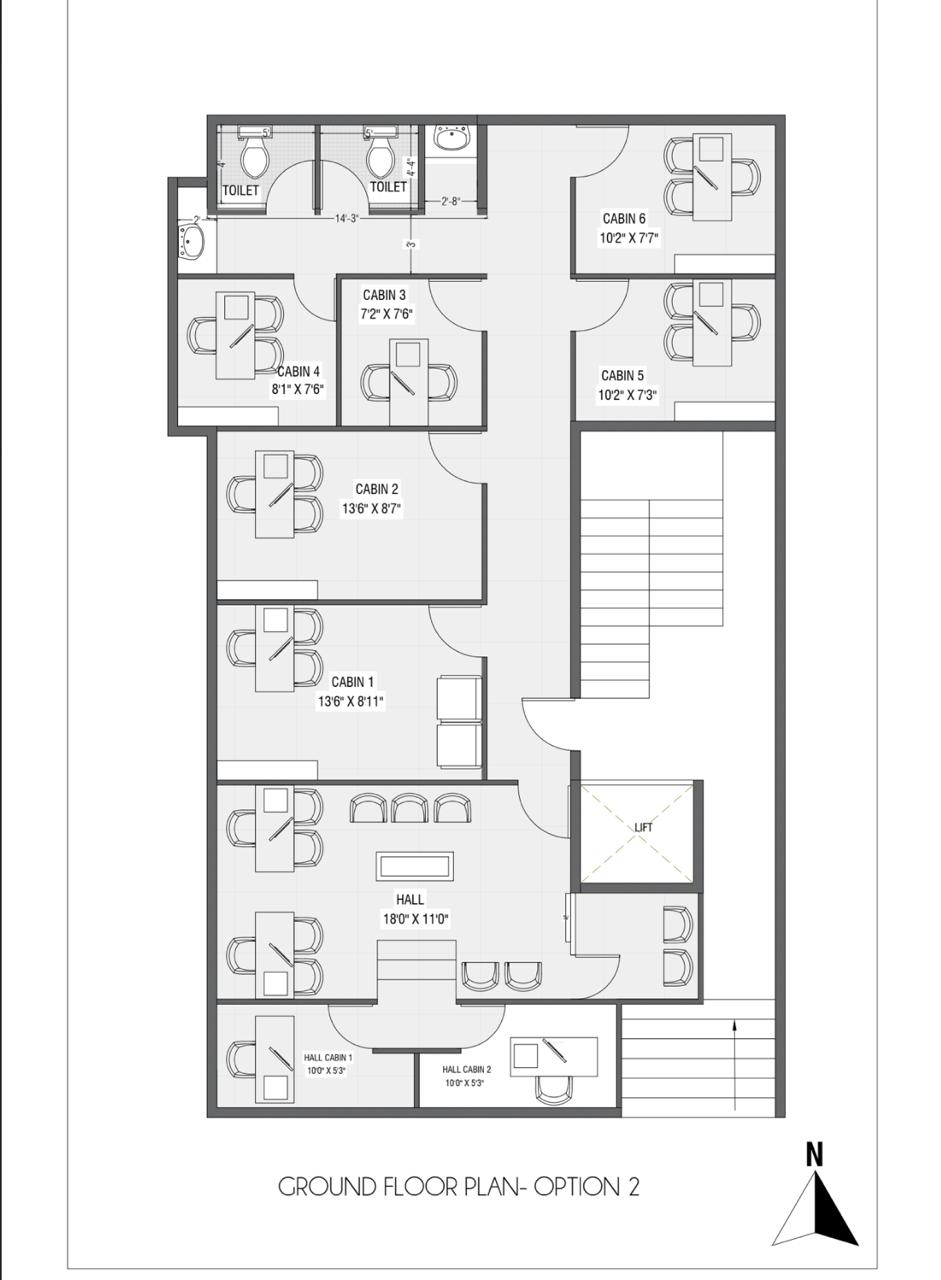 5'
5'
4'
4'-4"
TOILET
TOILET
2'-8"
14'-3"
2'
3'
CABIN 6
10'2" X 7'7"
CABIN 3
7'2" X 7'6"
CABIN 4
8'1" X 7'6"
CABIN 5
10'2" X 7'3"
CABIN 2
13'6" X 8'7"
CABIN 1
13'6" X 8'11"
LIFT
HALL
18'0" X 11'0"
HALL CABIN 1
10'0" X 5'3"
HALL CABIN 2
10'0" X 5'3"
GROUND FLOOR PLAN- OPTION 2
N